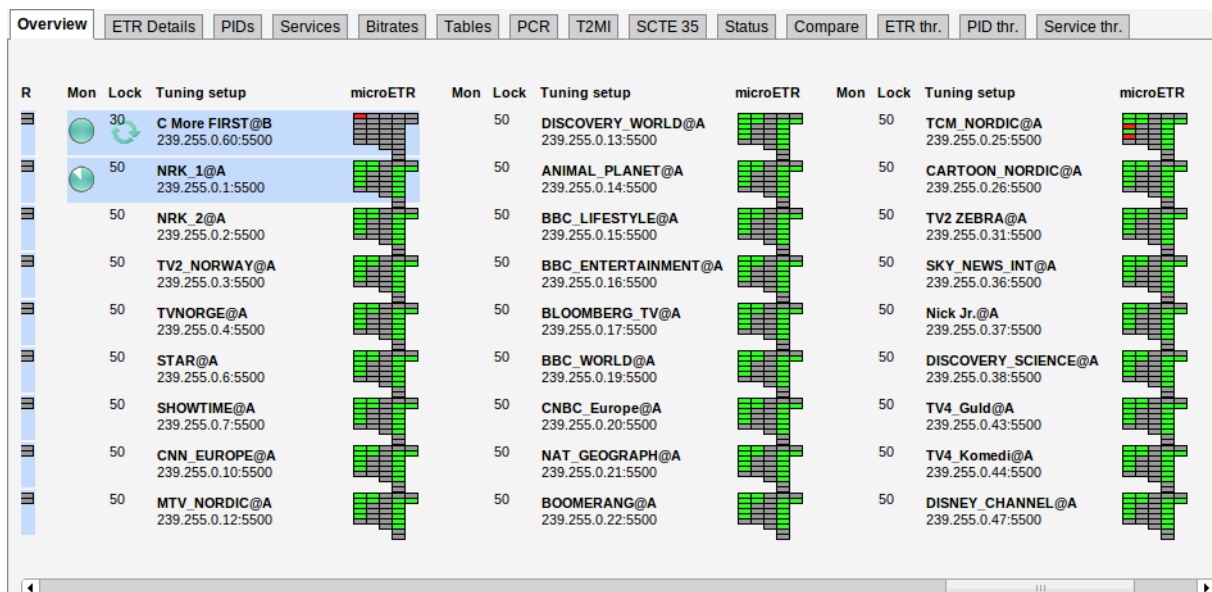 Overview ETR Details PIDs Services Bitrates Tables PCR T2MI SCTE 35 Status Compare ETR thr. PID thr. Service thr.
R Mon Lock Tuning setup microETR Mon Lock Tuning setup microETR Mon Lock Tuning setup microETR
30 C More FIRST@B 50 DISCOVERY_WORLD@A 50 TCM_NORDIC@A
239.255.0.60:5500 239.255.0.13:5500 239.255.0.25:5500
50 NRK_1@A 50 ANIMAL_PLANET@A 50 CARTOON_NORDIC@A
239.255.0.1:5500 239.255.0.14:5500 239.255.0.26:5500
50 NRK_2@A 50 BBC_LIFESTYLE@A 50 TV2 ZEBRA@A
239.255.0.2:5500 239.255.0.15:5500 239.255.0.31:5500
50 TV2_NORWAY@A 50 BBC_ENTERTAINMENT@A 50 SKY_NEWS_INT@A
239.255.0.3:5500 239.255.0.16:5500 239.255.0.36:5500
50 TVNORGE@A 50 BLOOMBERG_TV@A 50 Nick Jr.@A
239.255.0.4:5500 239.255.0.17:5500 239.255.0.37:5500
50 STAR@A 50 BBC_WORLD@A 50 DISCOVERY_SCIENCE@A
239.255.0.6:5500 239.255.0.19:5500 239.255.0.38:5500
50 SHOWTIME@A 50 CNBC_Europe@A 50 TV4_Guld@A
239.255.0.7:5500 239.255.0.20:5500 239.255.0.43:5500
50 CNN_EUROPE@A 50 NAT_GEOGRAPH@A 50 TV4_Komedi@A
239.255.0.10:5500 239.255.0.21:5500 239.255.0.44:5500
50 MTV_NORDIC@A 50 BOOMERANG@A 50 DISNEY_CHANNEL@A
239.255.0.12:5500 239.255.0.22:5500 239.255.0.47:5500